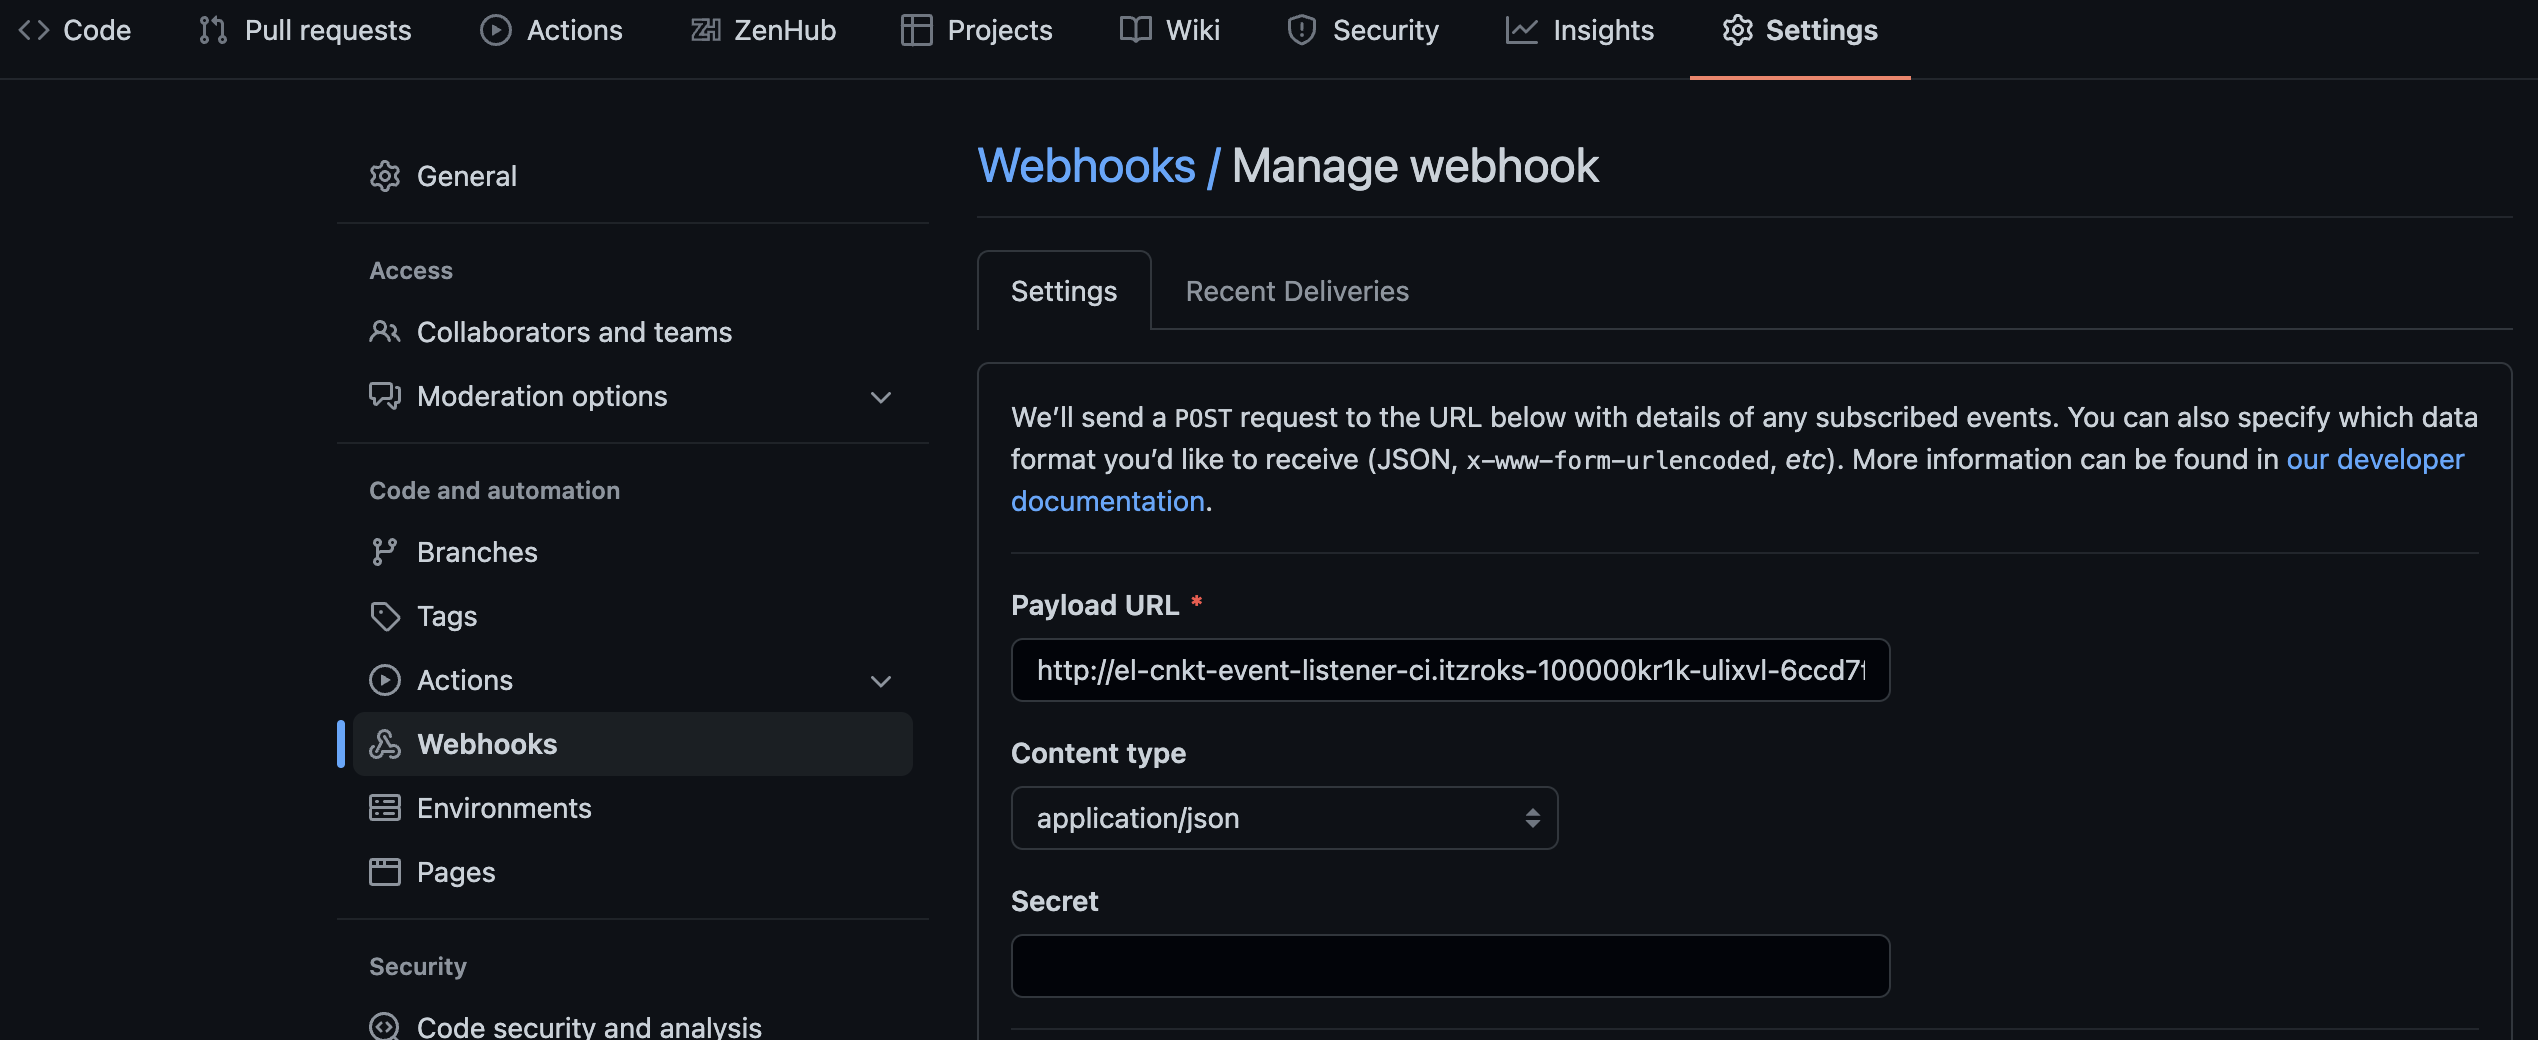 Code Pull requests Actions ZenHub Projects Wiki Security Insights Settings
General
Access
Collaborators and teams
Moderation options
Code and automation
Branches
Tags
Actions
Webhooks
Environments
Pages
Security
Code security and analysis
Webhooks / Manage webhook
Settings Recent Deliveries
We’ll send a POST request to the URL below with details of any subscribed events. You can also specify which data
format you’d like to receive (JSON, x-www-form-urlencoded, etc). More information can be found in our developer
documentation.
Payload URL *
http://el-cnkt-event-listener-ci.itzroks-100000kr1k-ulixvl-6ccd7f
Content type
application/json
Secret